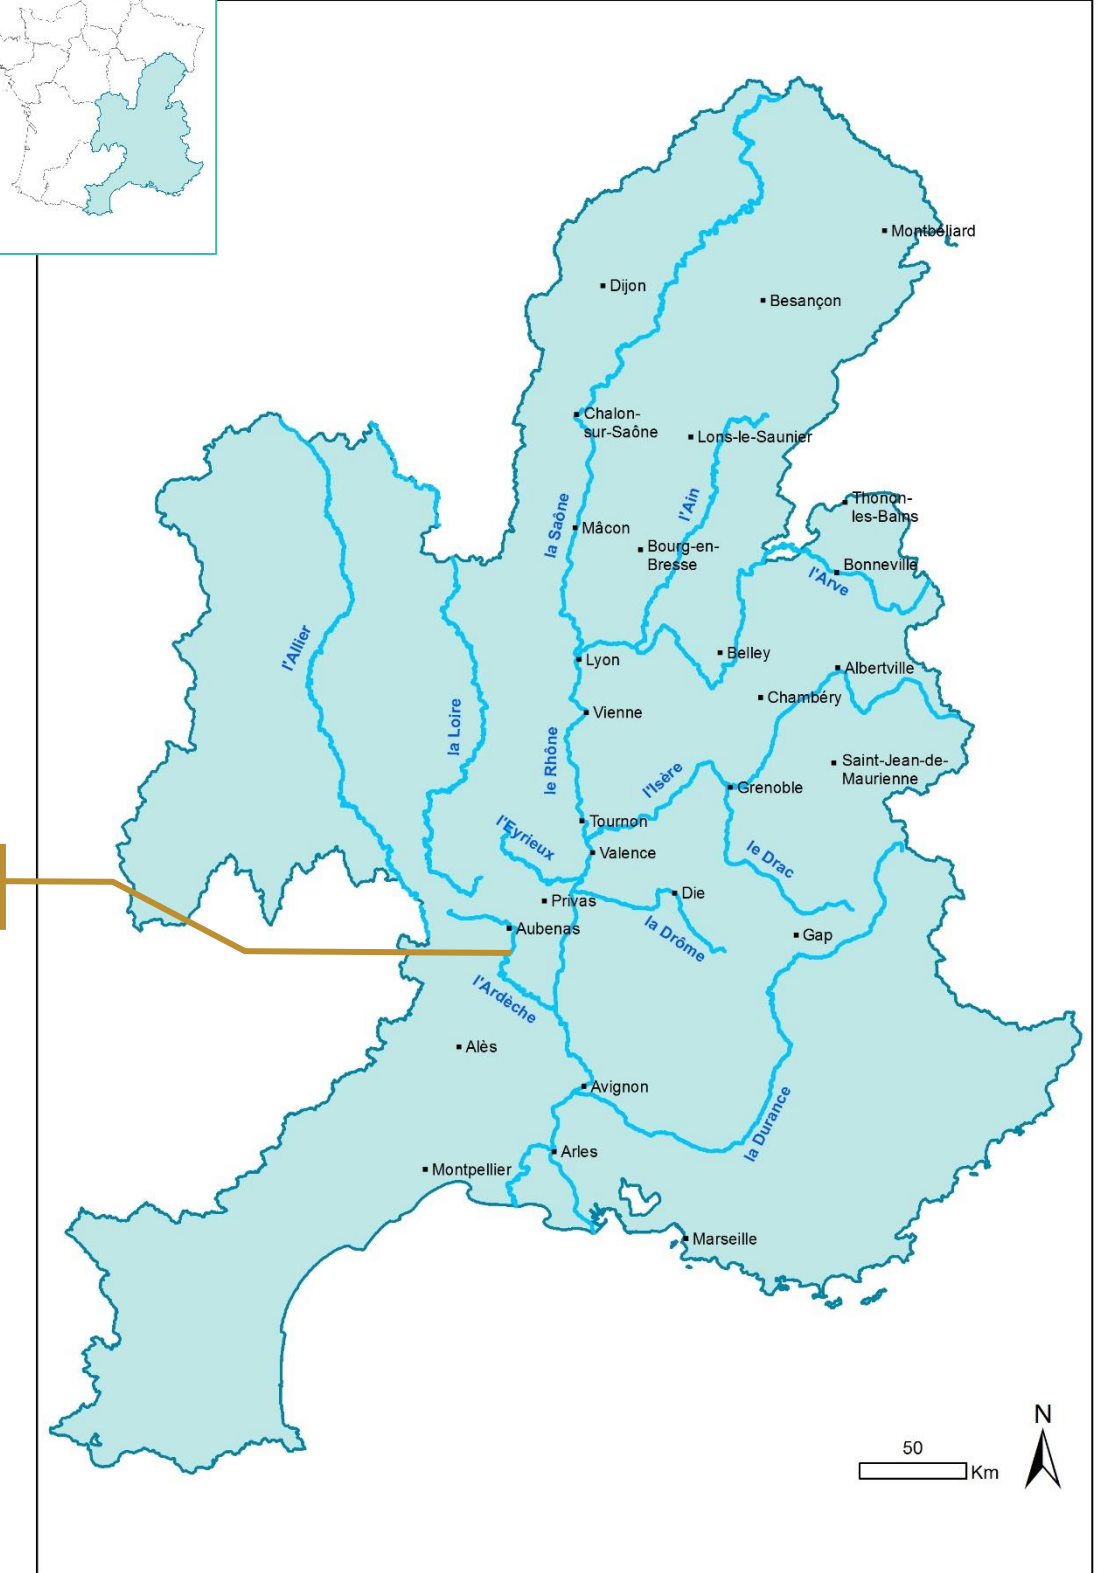 Montbéliard
Dijon
Besançon
Chalon-
sur-Saône
Lons-le-Saunier
la Saône
l'Ain
Thonon-
les-Bains
Mâcon
Bourg-en-
Bresse
Bonneville
l'Arve
l'Allier
Lyon
Belley
Albertville
Chambéry
Vienne
la Loire
le Rhône
Saint-Jean-de-
Maurienne
l'Isère
Grenoble
Tournon
l'Eyrieux
Valence
le Drac
Privas
Die
Aubenas
la Drôme
Gap
l'Ardèche
Alès
Avignon
la Durance
Arles
Montpellier
Marseille
N
50
Km